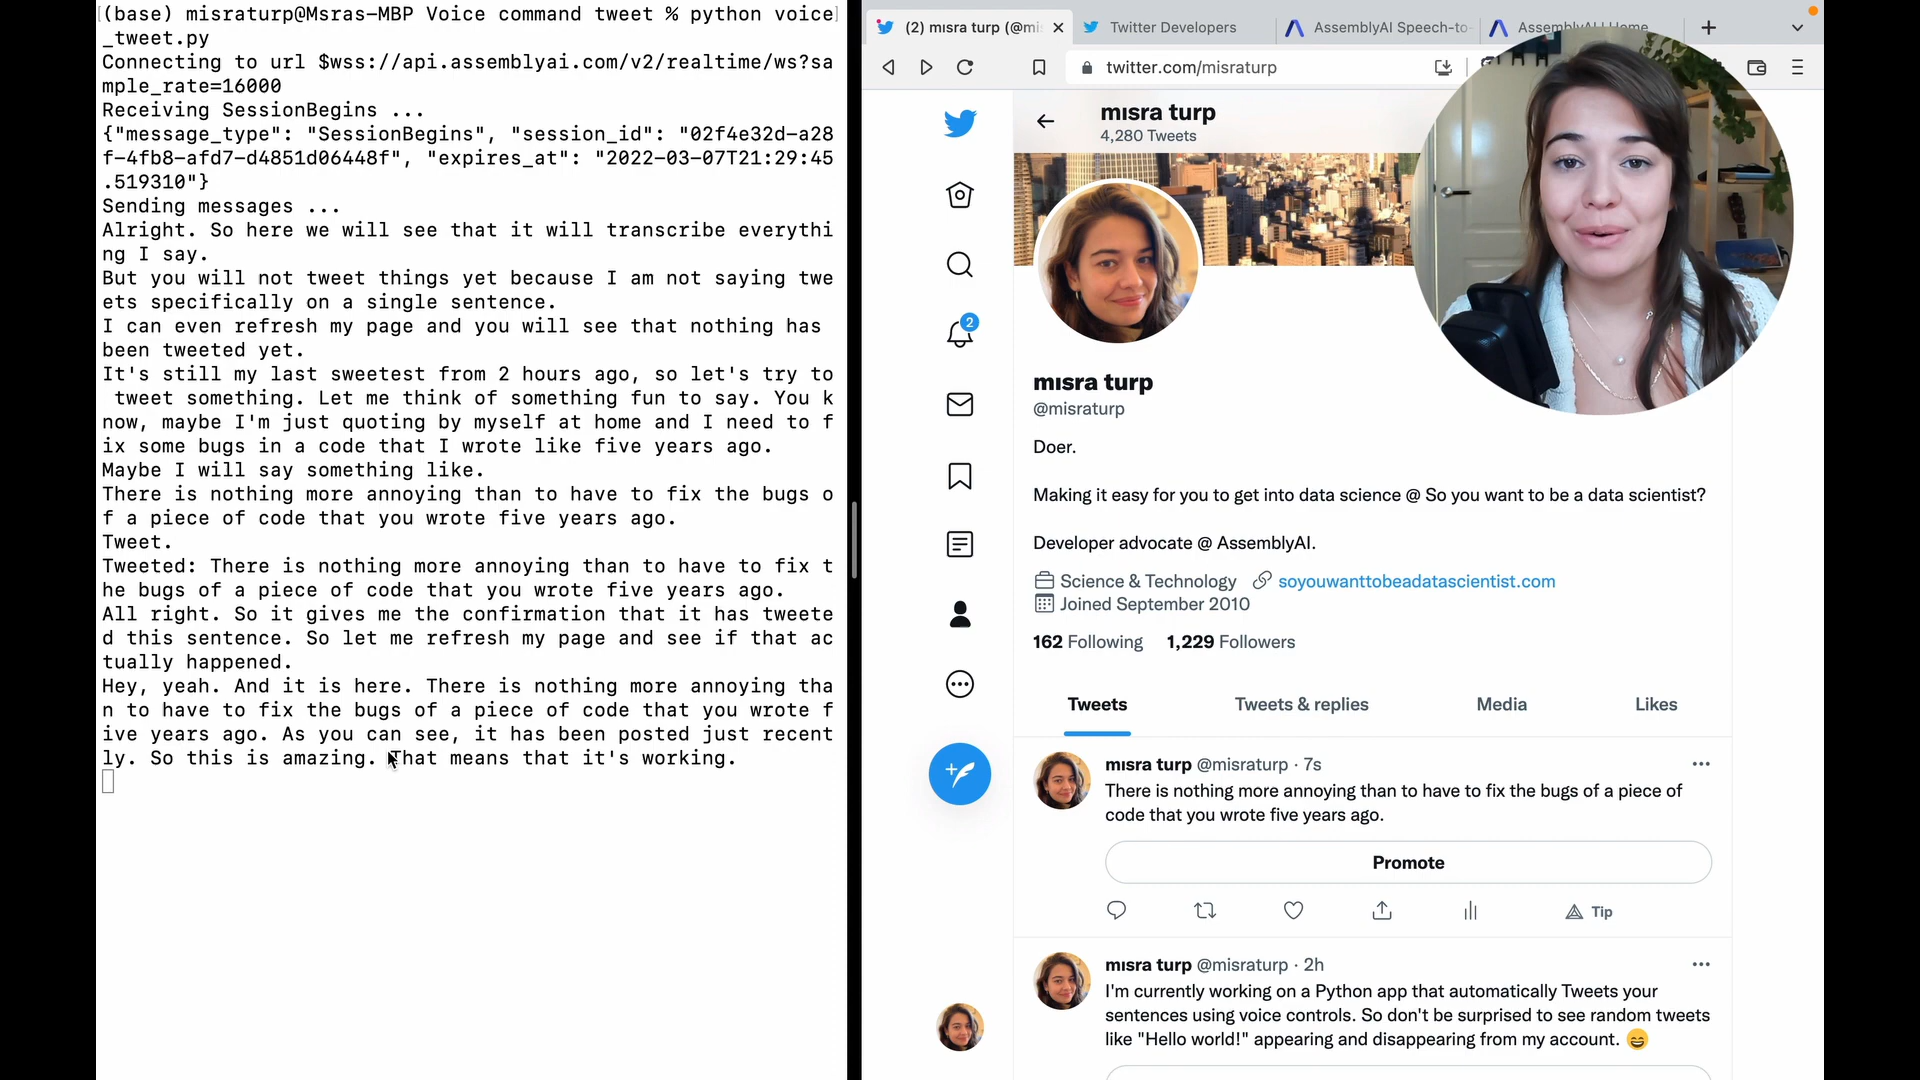 (base) misraturp@Msras-MBP Voice command tweet % python voice
_tweet.py
Connecting to url $wss://api.assemblyai.com/v2/realtime/ws?sa
mple_rate=16000
Receiving SessionBegins ...
{"message_type": "SessionBegins", "session_id": "02f4e32d-a28
f-4fb8-afd7-d4851d06448f", "expires_at": "2022-03-07T21:29:45
.519310"}
Sending messages ...
Alright. So here we will see that it will transcribe everythi
ng I say.
But you will not tweet things yet because I am not saying twe
ets specifically on a single sentence.
I can even refresh my page and you will see that nothing has
been tweeted yet.
It's still my last sweetest from 2 hours ago, so let's try to
tweet something. Let me think of something fun to say. You k
now, maybe I'm just quoting by myself at home and I need to f
ix some bugs in a code that I wrote like five years ago.
Maybe I will say something like.
There is nothing more annoying than to have to fix the bugs o
f a piece of code that you wrote five years ago.
Tweet.
Tweeted: There is nothing more annoying than to have to fix t
he bugs of a piece of code that you wrote five years ago.
All right. So it gives me the confirmation that it has tweete
d this sentence. So let me refresh my page and see if that ac
tually happened.
Hey, yeah. And it is here. There is nothing more annoying tha
n to have to fix the bugs of a piece of code that you wrote f
ive years ago. As you can see, it has been posted just recent
ly. So this is amazing. That means that it's working.
(2) mısra turp (@mi
Twitter Developers
AssemblyAI Speech-to-
AssemblyAI | Home
twitter.com/misraturp
mısra turp
4,280 Tweets
2
mısra turp
@misraturp
Doer.
Making it easy for you to get into data science @ So you want to be a data scientist?
Developer advocate @ AssemblyAI.
Science & Technology soyouwanttobeadatascientist.com
Joined September 2010
162 Following 1,229 Followers
Tweets Tweets & replies Media Likes
mısra turp @misraturp · 7s
There is nothing more annoying than to have to fix the bugs of a piece of
code that you wrote five years ago.
Promote
Tip
mısra turp @misraturp · 2h
I'm currently working on a Python app that automatically Tweets your
sentences using voice controls. So don't be surprised to see random tweets
like "Hello world!" appearing and disappearing from my account. 😄